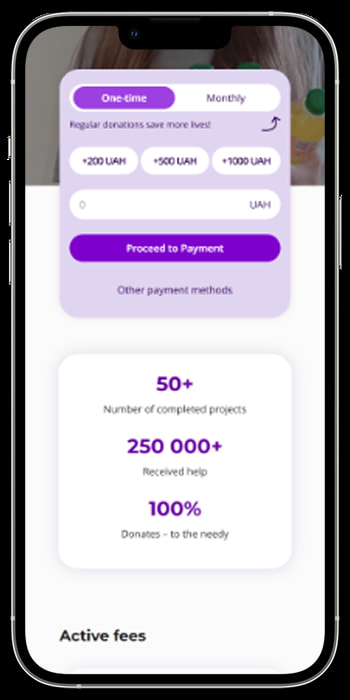 One-time
Monthly
Regular donations save more lives!
+200 UAH
+500 UAH
+1000 UAH
0
UAH
Proceed to Payment
Other payment methods
50+
Number of completed projects
250 000+
Received help
100%
Donates – to the needy
Active fees